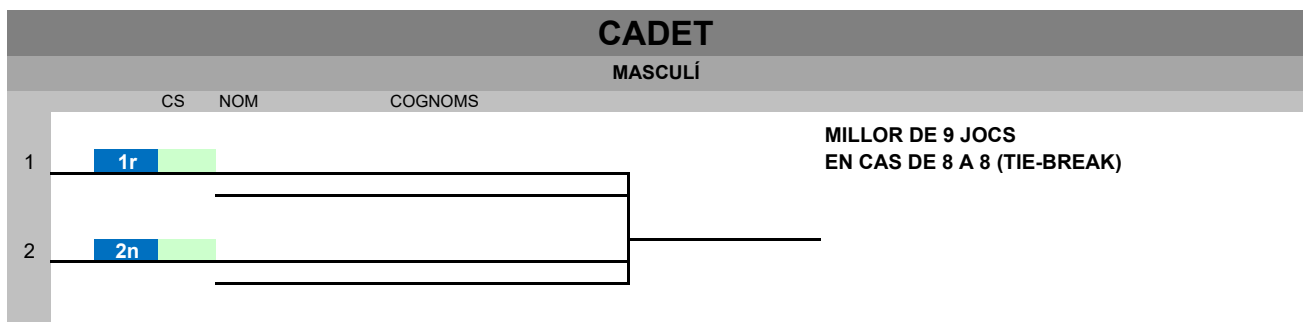 CADET
MASCULÍ
CS NOM COGNOMS
MILLOR DE 9 JOCS
1 1r EN CAS DE 8 A 8 (TIE-BREAK)
2 2n